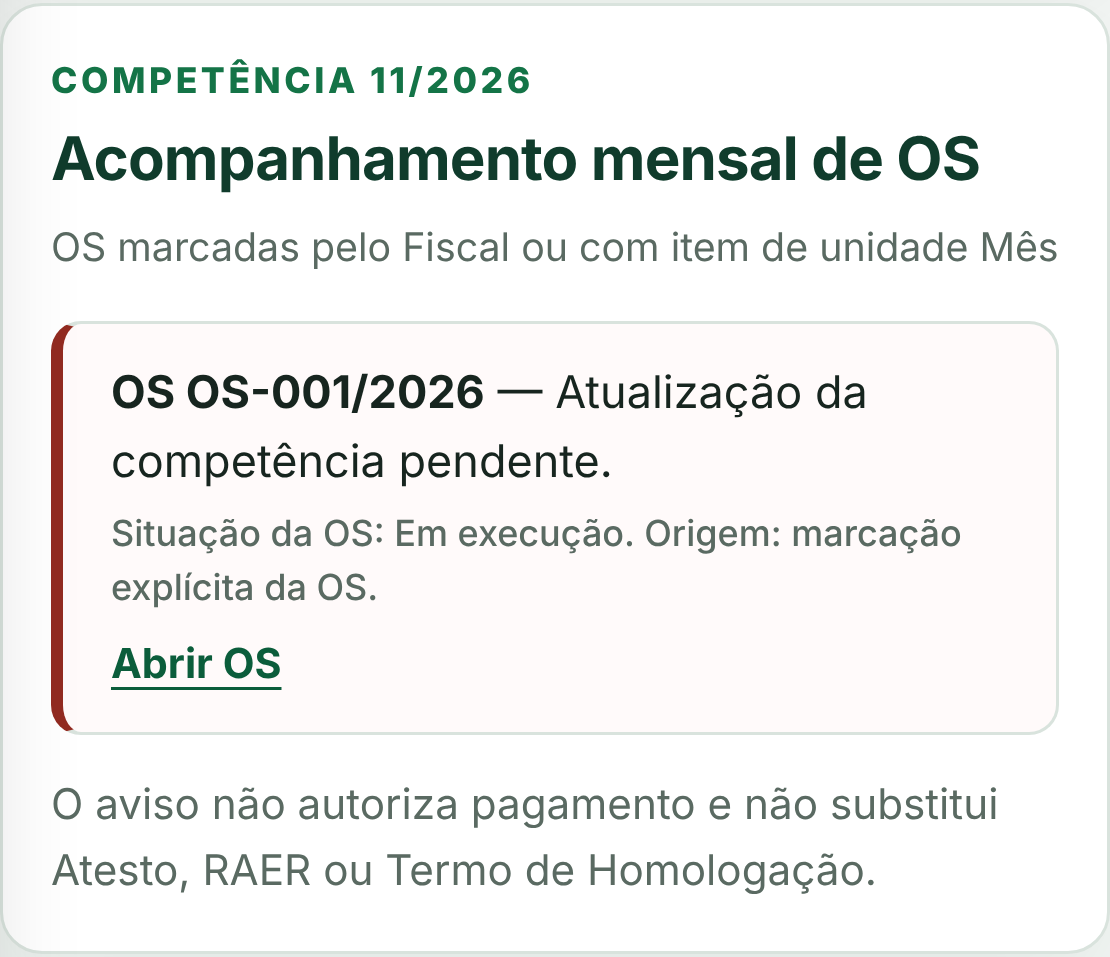 COMPETÊNCIA 11/2026
Acompanhamento mensal de OS
OS marcadas pelo Fiscal ou com item de unidade Mês
OS OS-001/2026 — Atualização da
competência pendente.
Situação da OS: Em execução. Origem: marcação
explícita da OS.
Abrir OS
O aviso não autoriza pagamento e não substitui
Atesto, RAER ou Termo de Homologação.